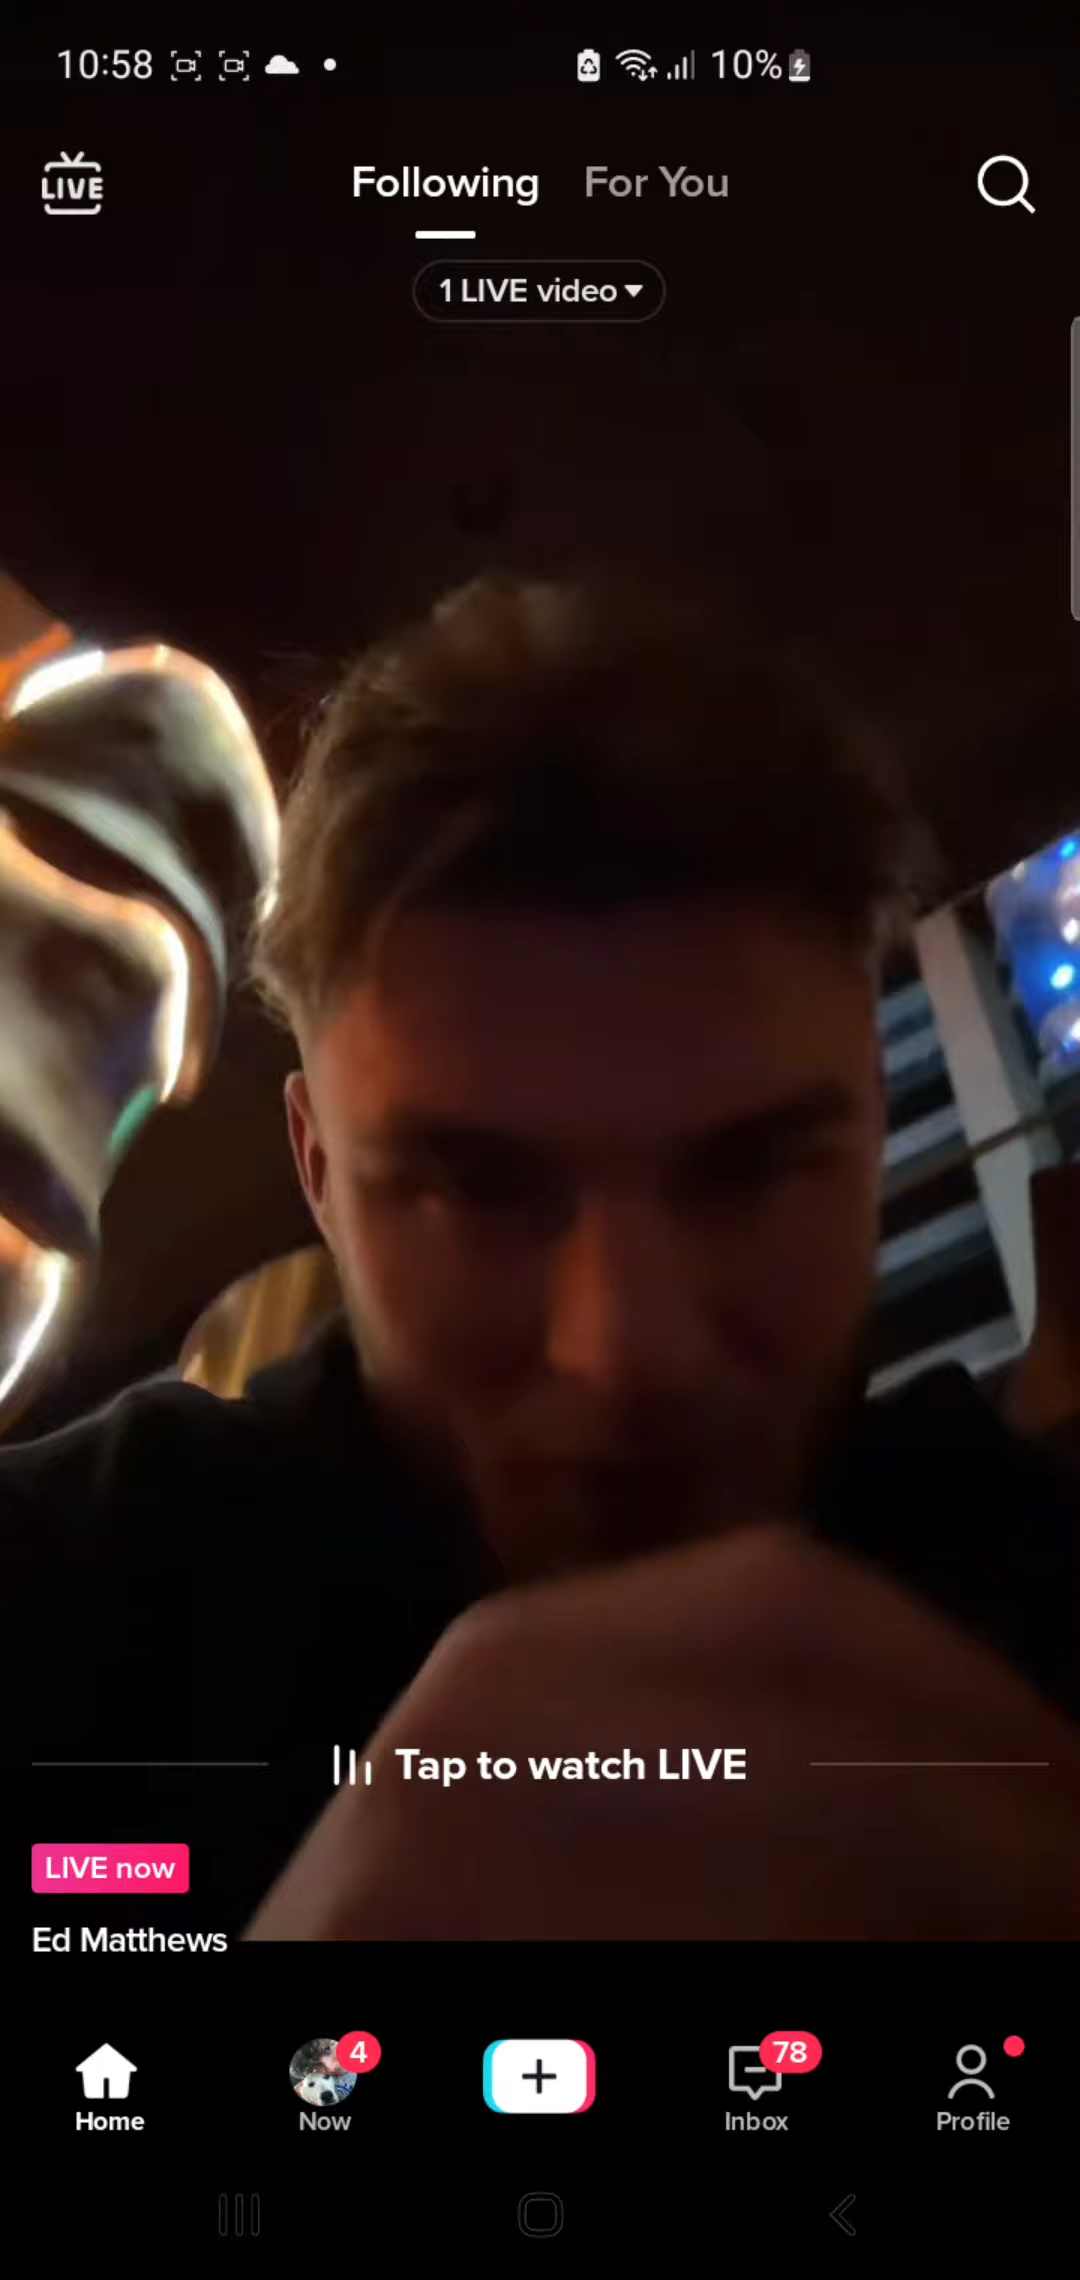 10:58
10%
LIVE
Following
For You
1 LIVE video
Tap to watch LIVE
LIVE now
Ed Matthews
4
78
Home
Now
Inbox
Profile